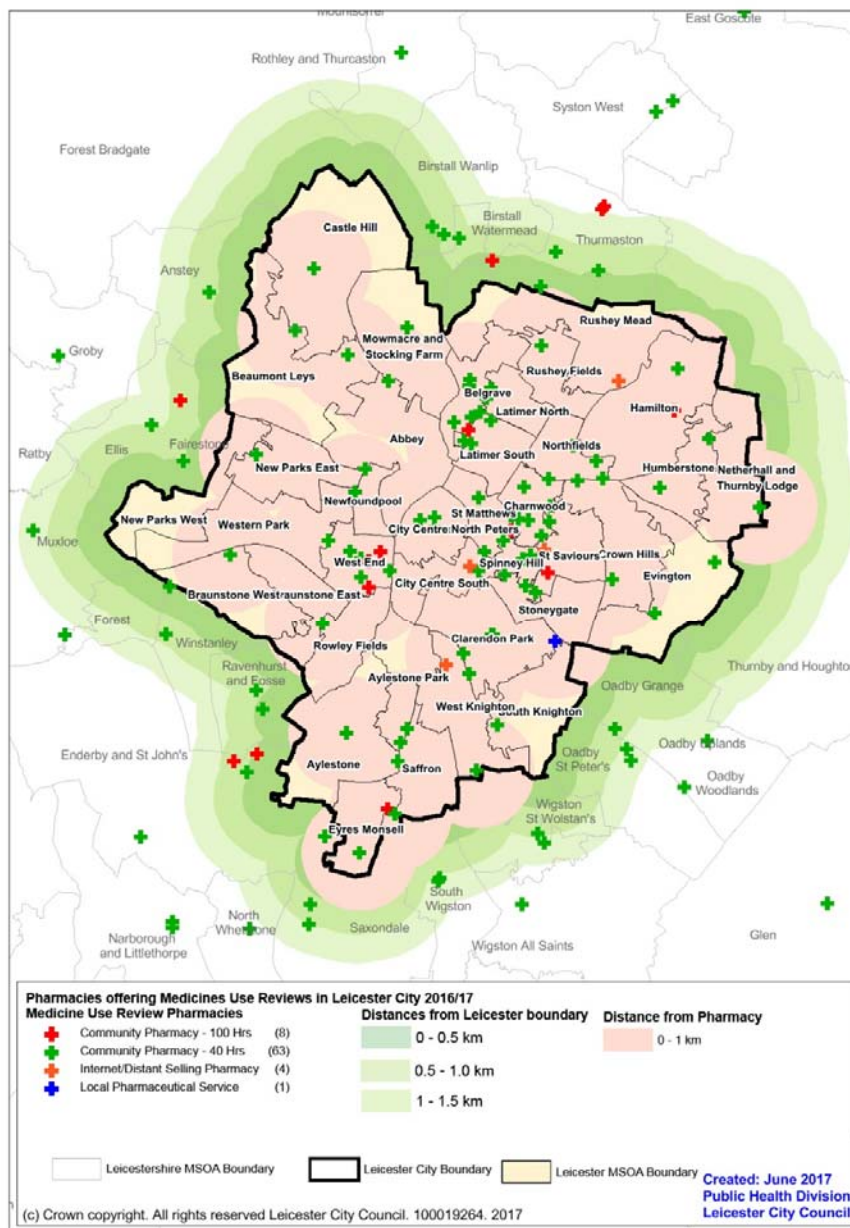 Mountsorrel
East Goscote
Rothley and Thurcaston
Syston West
Forest Bradgate
Birstall Wanlip
Birstall
Watermead
Castle Hill
Thurmaston
Anstey
Rushey Mead
Mowmacre and
Stocking Farm
Groby
Rushey Fields
Beaumont Leys
Belgrave
Hamilton
Latimer North
Abbey
Ellis
Fairestone
Northfields
Ratby
Latimer South
New Parks East
Humberstone
Netherhall and
Thurnby Lodge
Newfoundpool
St Matthews
Charnwood
New Parks West
Western Park
City Centre
North Peters
Muxloe
St Saviours
Crown Hills
West End
Spinney Hill
City Centre South
Evington
Braunstone West
raunstone East
Stoneygate
Forest
Winstanley
Clarendon Park
Rowley Fields
Ravenhurst
and Fosse
Thurnby and Houghton
Aylestone Park
Oadby Grange
West Knighton
South Knighton
Oadby Uplands
Enderby and St John's
Oadby
St Peter's
Aylestone
Saffron
Oadby
Woodlands
Wigston
St Wolstan's
Eyres Monsell
South
Wigston
North
Whetstone
Saxondale
Glen
Narborough
and Littlethorpe
Wigston All Saints
Pharmacies offering Medicines Use Reviews in Leicester City 2016/17
Medicine Use Review Pharmacies
Community Pharmacy - 100 Hrs (8)
Community Pharmacy - 40 Hrs (63)
Internet/Distant Selling Pharmacy (4)
Local Pharmaceutical Service (1)
Distances from Leicester boundary
0 - 0.5 km
0.5 - 1.0 km
1 - 1.5 km
Distance from Pharmacy
0 - 1 km
Leicestershire MSOA Boundary
Leicester City Boundary
Leicester MSOA Boundary
Created: June 2017
Public Health Division
Leicester City Council
(c) Crown copyright. All rights reserved Leicester City Council. 100019264. 2017